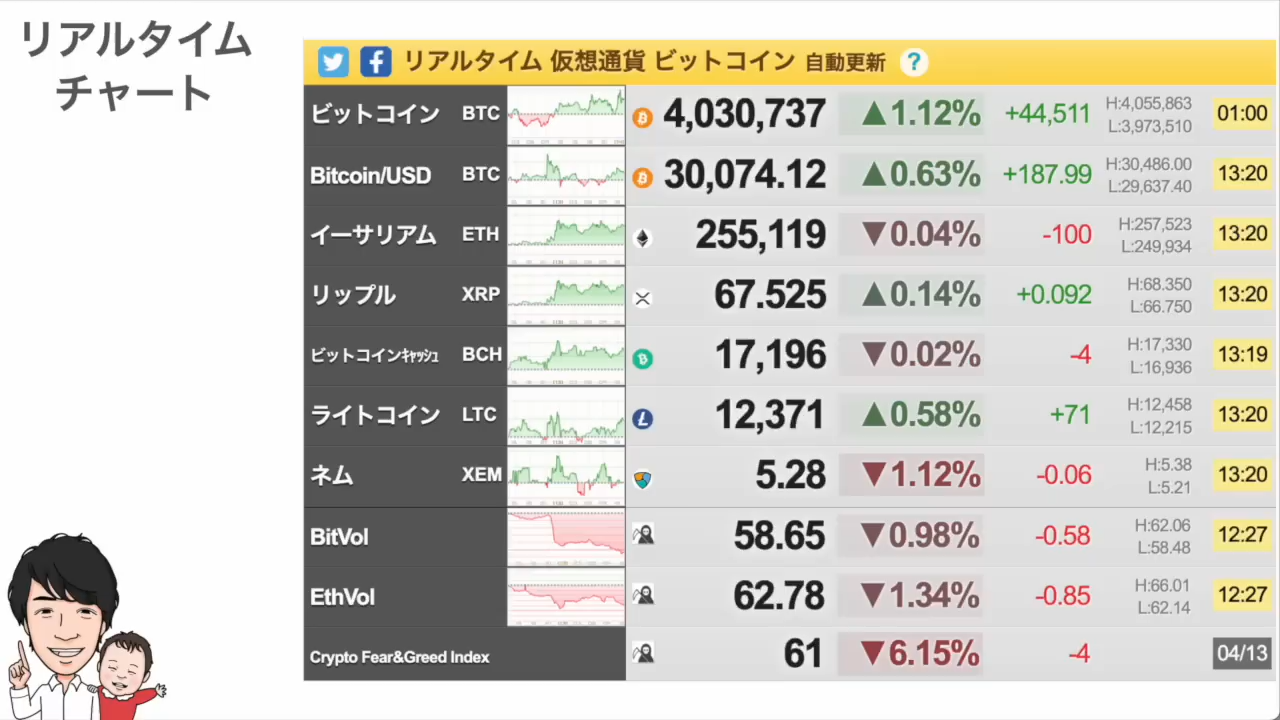 リアルタイム
チャート
リアルタイム 仮想通貨 ビットコイン 自動更新 ?
ビットコイン BTC 4,030,737 ▲1.12% +44,511 H:4,055,863 L:3,973,510 01:00
Bitcoin/USD BTC 30,074.12 ▲0.63% +187.99 H:30,486.00 L:29,637.40 13:20
イーサリアム ETH 255,119 ▼0.04% -100 H:257,523 L:249,934 13:20
リップル XRP 67.525 ▲0.14% +0.092 H:68.350 L:66.750 13:20
ビットコインキャッシュ BCH 17,196 ▼0.02% -4 H:17,330 L:16,936 13:19
ライトコイン LTC 12,371 ▲0.58% +71 H:12,458 L:12,215 13:20
ネム XEM 5.28 ▼1.12% -0.06 H:5.38 L:5.21 13:20
BitVol 58.65 ▼0.98% -0.58 H:62.06 L:58.48 12:27
EthVol 62.78 ▼1.34% -0.85 H:66.01 L:62.14 12:27
Crypto Fear&Greed Index 61 ▼6.15% -4 04/13